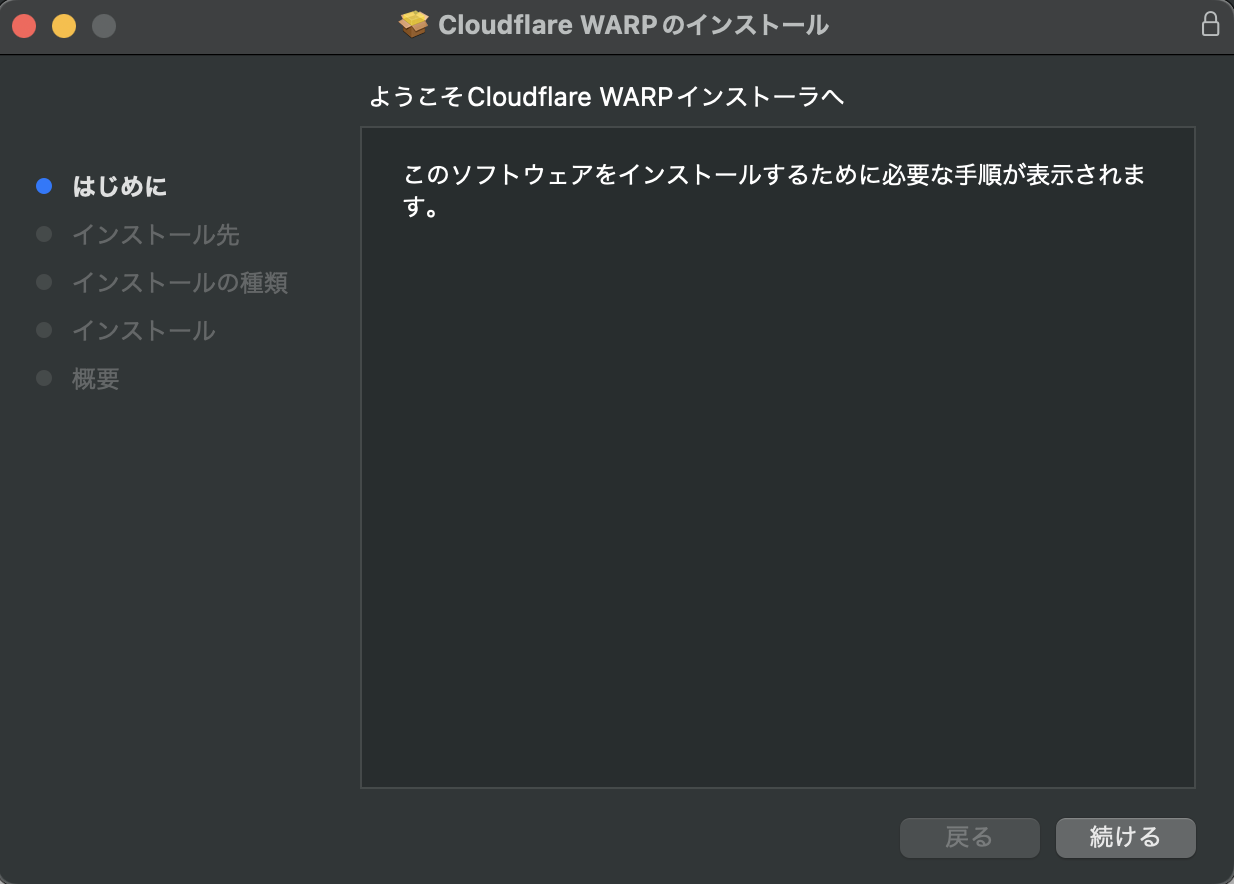 Cloudflare WARPのインストール
ようこそCloudflare WARPインストーラへ
はじめに
インストール先
インストールの種類
インストール
概要
このソフトウェアをインストールするために必要な手順が表示されま
す。
戻る
続ける